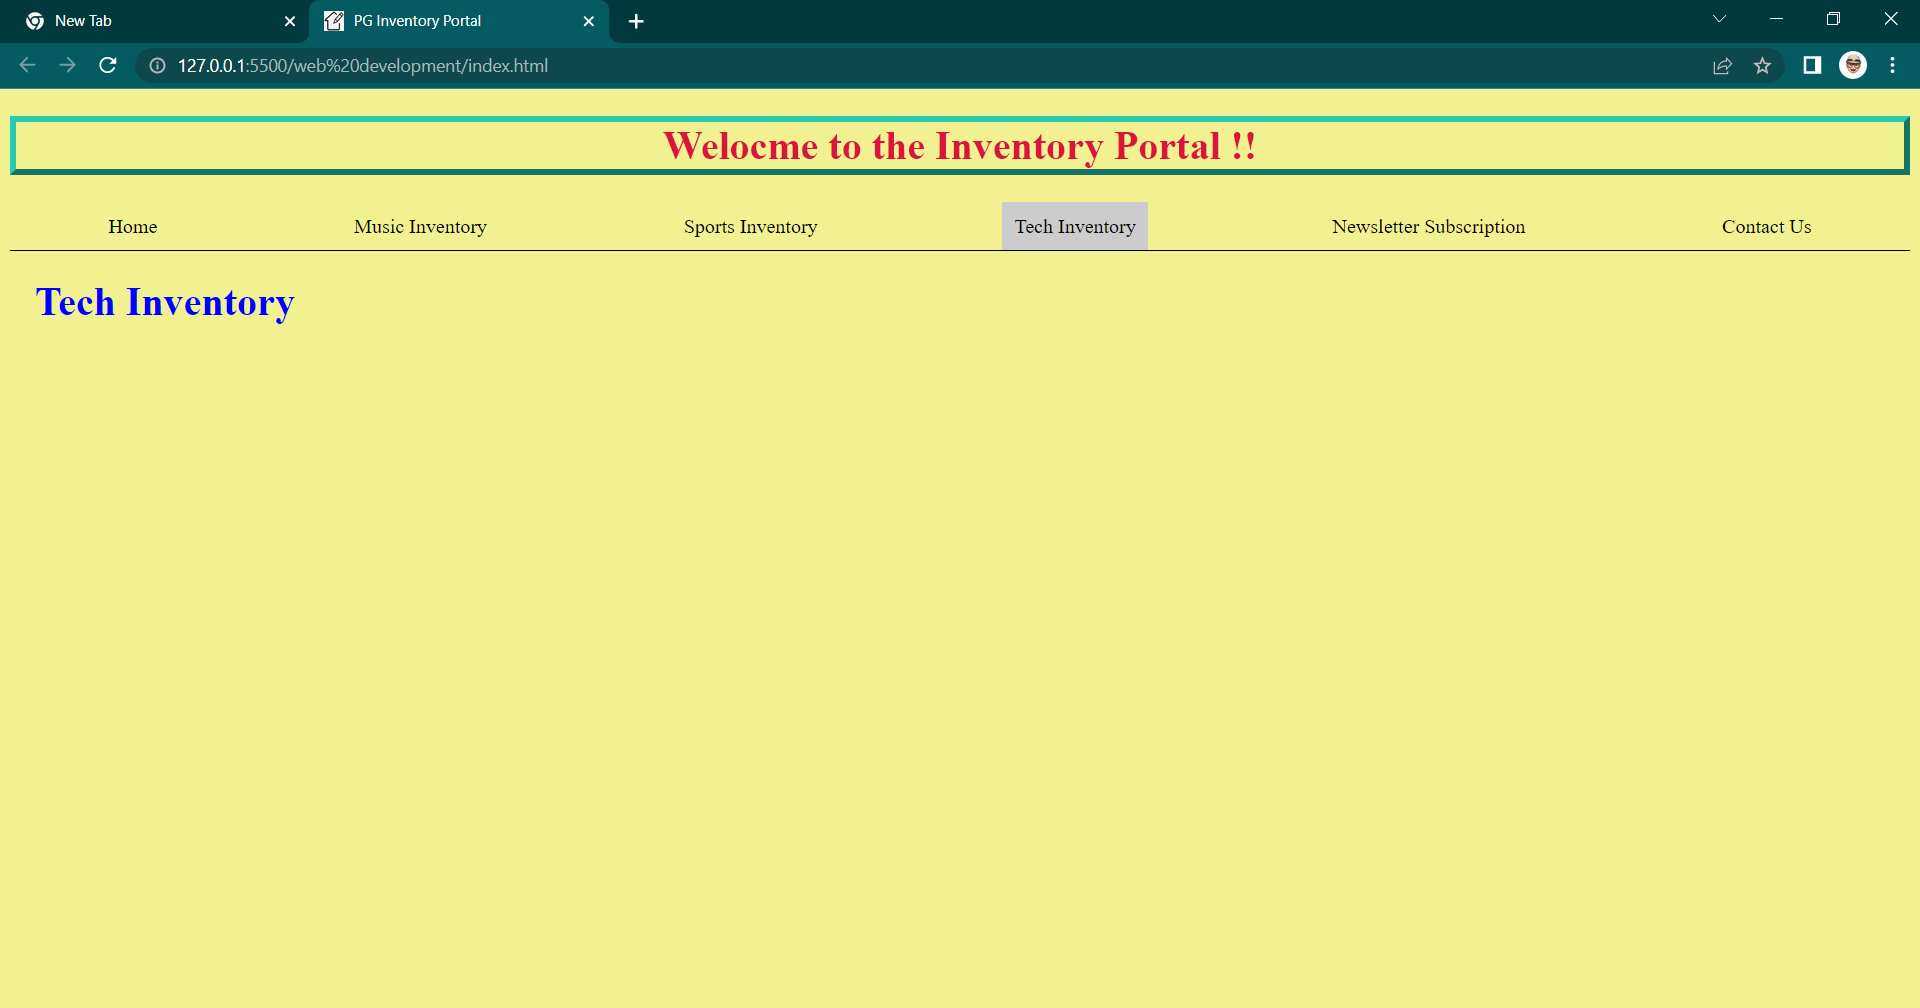 New Tab
PG Inventory Portal
127.0.0.1:5500/web%20development/index.html
Welocme to the Inventory Portal !!
Home Music Inventory Sports Inventory Tech Inventory Newsletter Subscription Contact Us
Tech Inventory